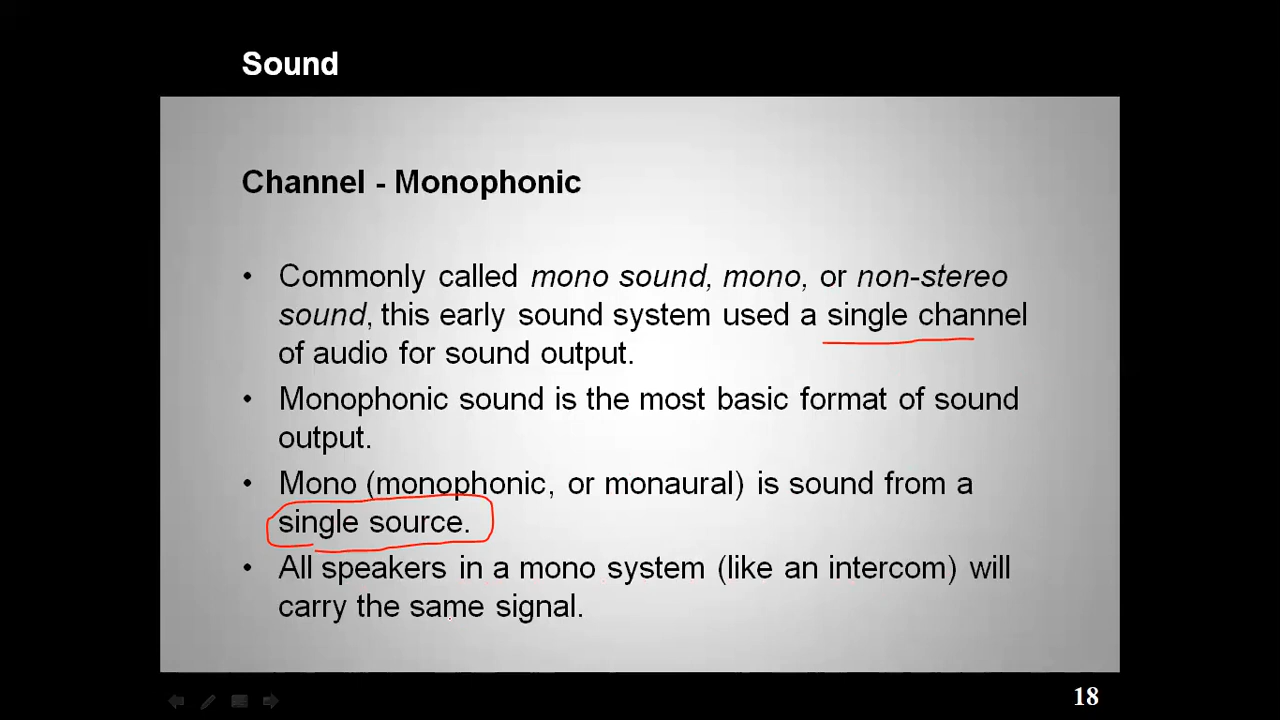 Sound
Channel - Monophonic
• Commonly called mono sound, mono, or non-stereo
sound, this early sound system used a single channel
of audio for sound output.
• Monophonic sound is the most basic format of sound
output.
• Mono (monophonic, or monaural) is sound from a
single source.
• All speakers in a mono system (like an intercom) will
carry the same signal.
18